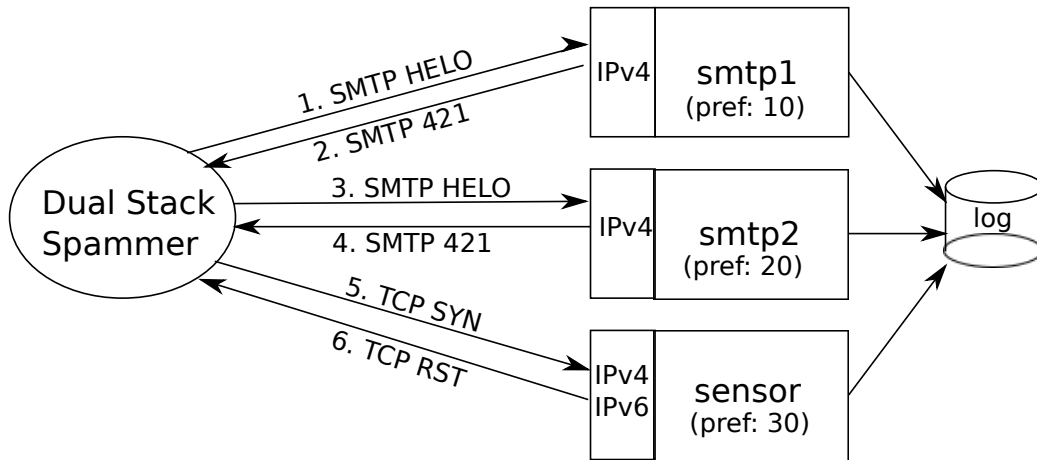 1. SMTP HELO
2. SMTP 421
IPv4
smtp1
(pref: 10)
Dual Stack
Spammer
3. SMTP HELO
4. SMTP 421
IPv4
smtp2
(pref: 20)
log
5. TCP SYN
6. TCP RST
IPv4
IPv6
sensor
(pref: 30)